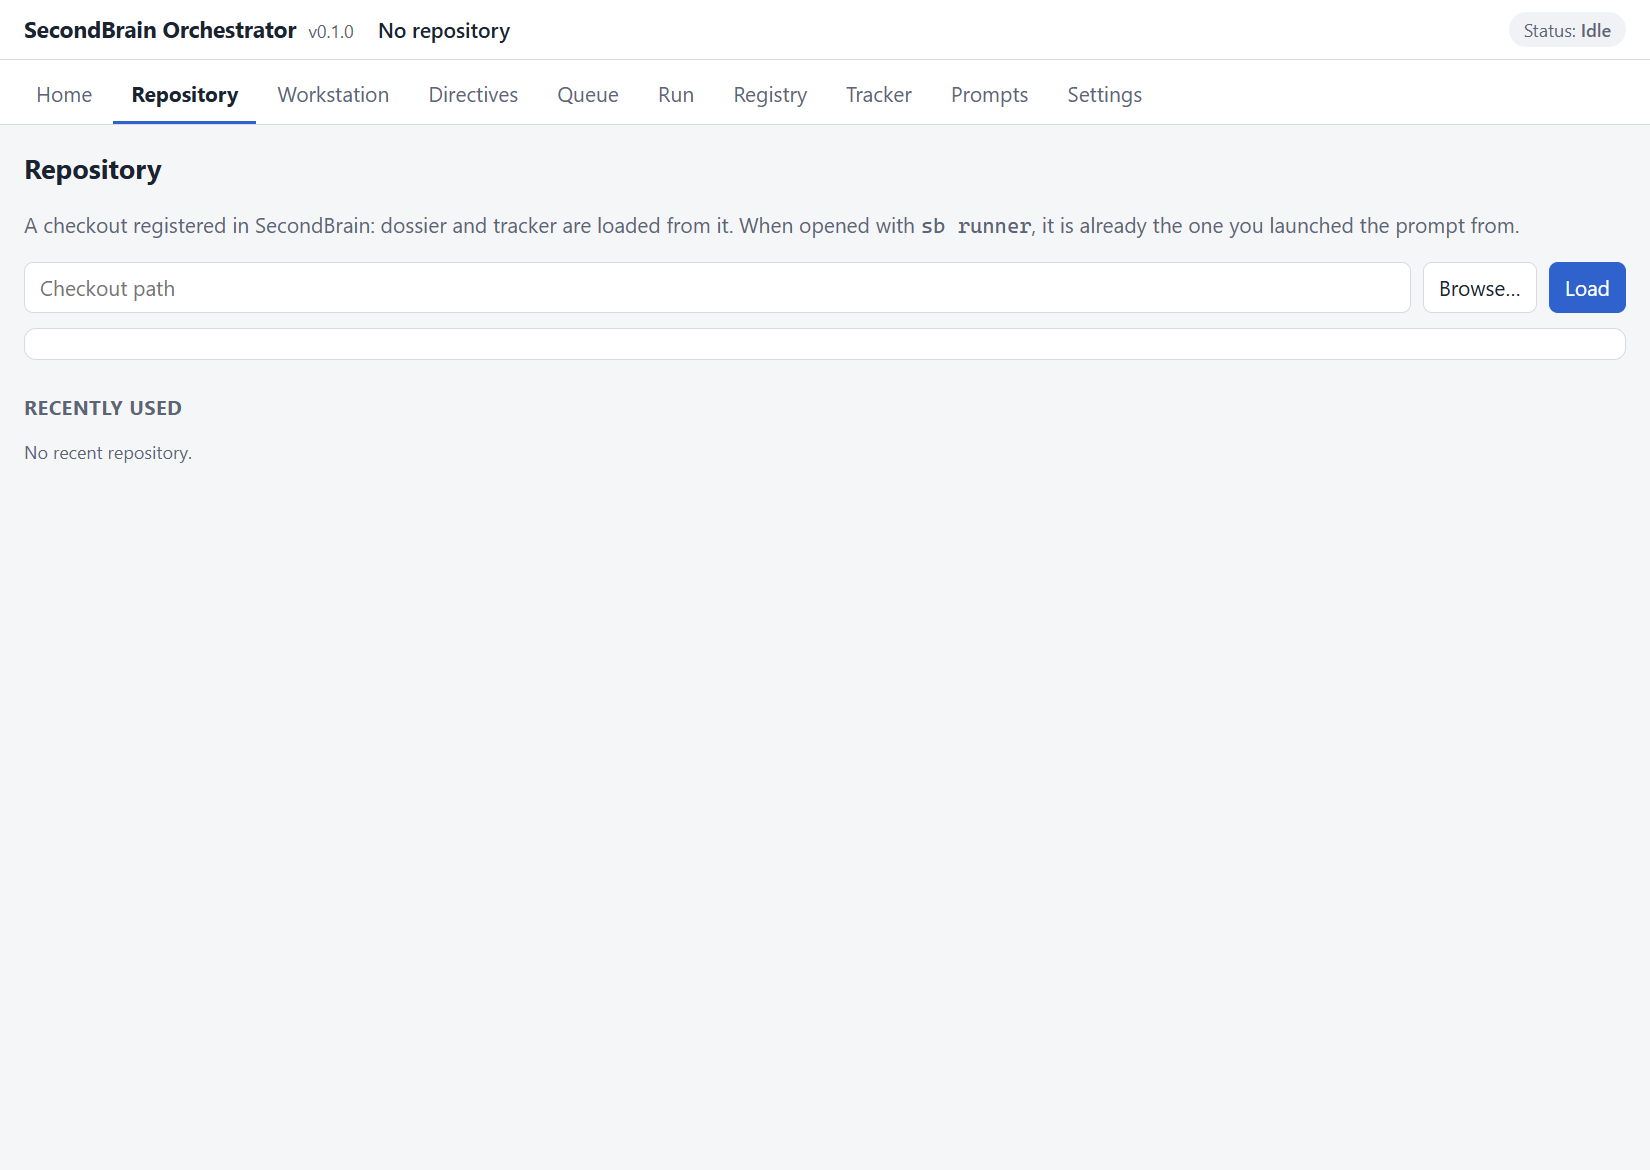 SecondBrain Orchestrator v0.1.0 No repository Status: Idle
Home Repository Workstation Directives Queue Run Registry Tracker Prompts Settings
Repository
A checkout registered in SecondBrain: dossier and tracker are loaded from it. When opened with sb runner, it is already the one you launched the prompt from.
Checkout path Browse... Load
RECENTLY USED
No recent repository.